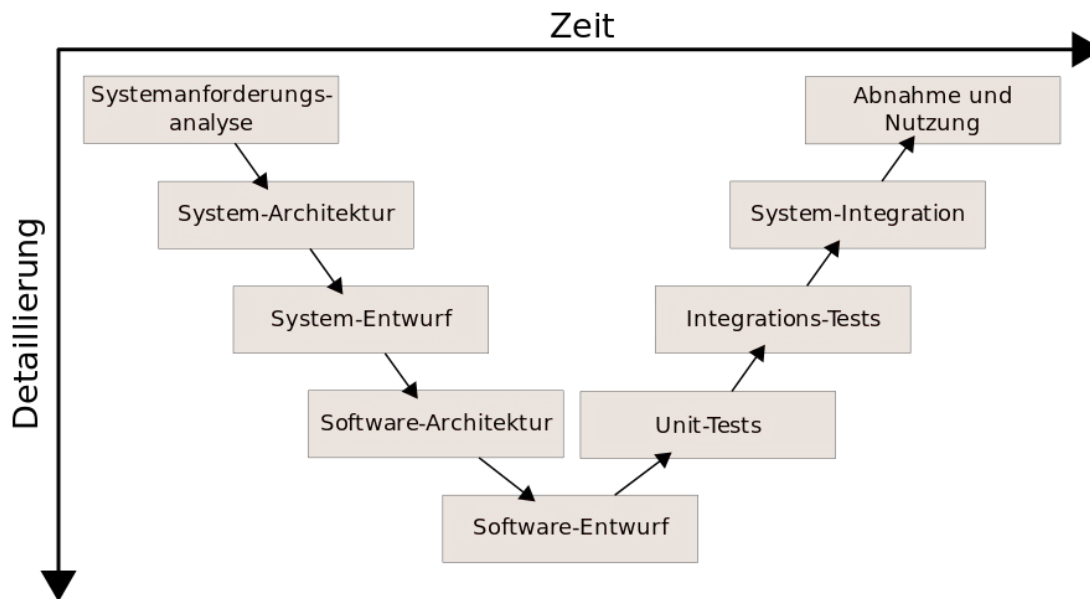 Zeit
Detaillierung
Systemanforderungs-
analyse
Abnahme und
Nutzung
System-Architektur
System-Integration
System-Entwurf
Integrations-Tests
Software-Architektur
Unit-Tests
Software-Entwurf